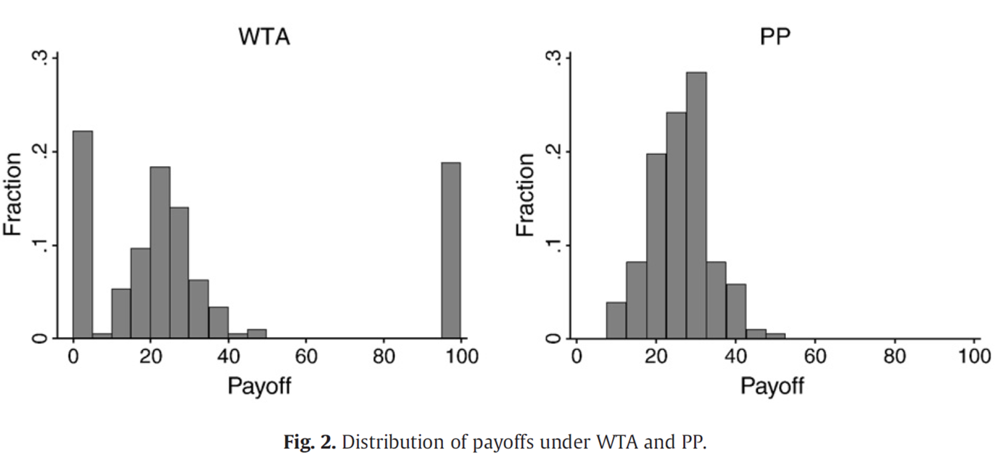 WTA
.3
.2
.1
0
Fraction
0 20 40 60 80 100
Payoff
PP
.3
.2
.1
0
Fraction
0 20 40 60 80 100
Payoff
Fig. 2. Distribution of payoffs under WTA and PP.